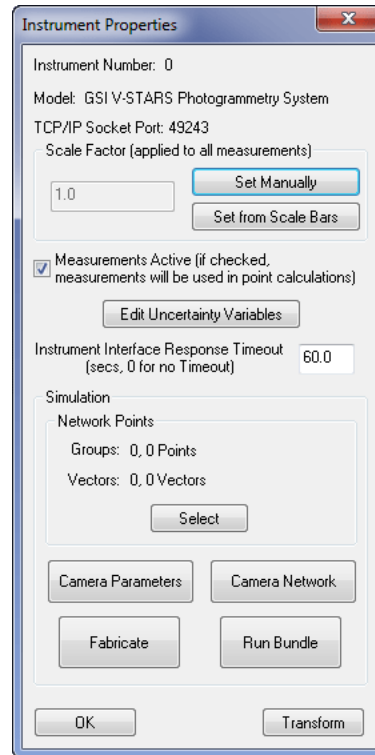 Instrument Properties
Instrument Number: 0
Model: GSI V-STARS Photogrammetry System
TCP/IP Socket Port: 49243
Scale Factor (applied to all measurements)
1.0
Set Manually
Set from Scale Bars
Measurements Active (if checked,
measurements will be used in point calculations)
Edit Uncertainty Variables
Instrument Interface Response Timeout
(secs, 0 for no Timeout)
60.0
Simulation
Network Points
Groups: 0, 0 Points
Vectors: 0, 0 Vectors
Select
Camera Parameters
Camera Network
Fabricate
Run Bundle
OK
Transform